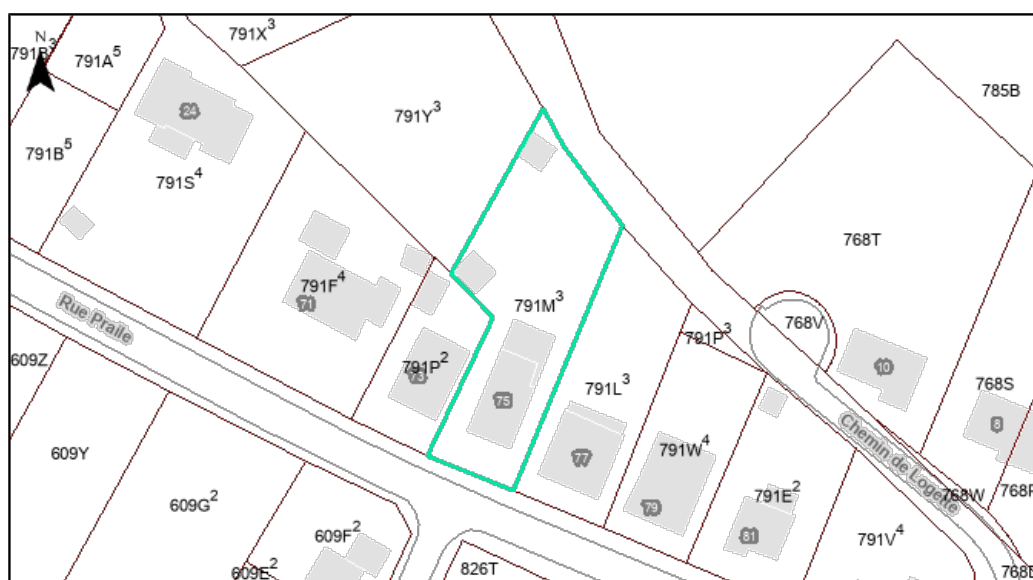 791X³
N
791B³
791A⁵
785B
24
791Y³
791B⁵
791S⁴
768T
791F⁴
71
Rue Praile
791M³
768V
791P³
609Z
791P²
73
10
75
791L³
768S
8
Chemin de Logette
609Y
77
791W⁴
768W
768F
609G²
79
791E²
81
609F²
791V⁴
609E²
826T